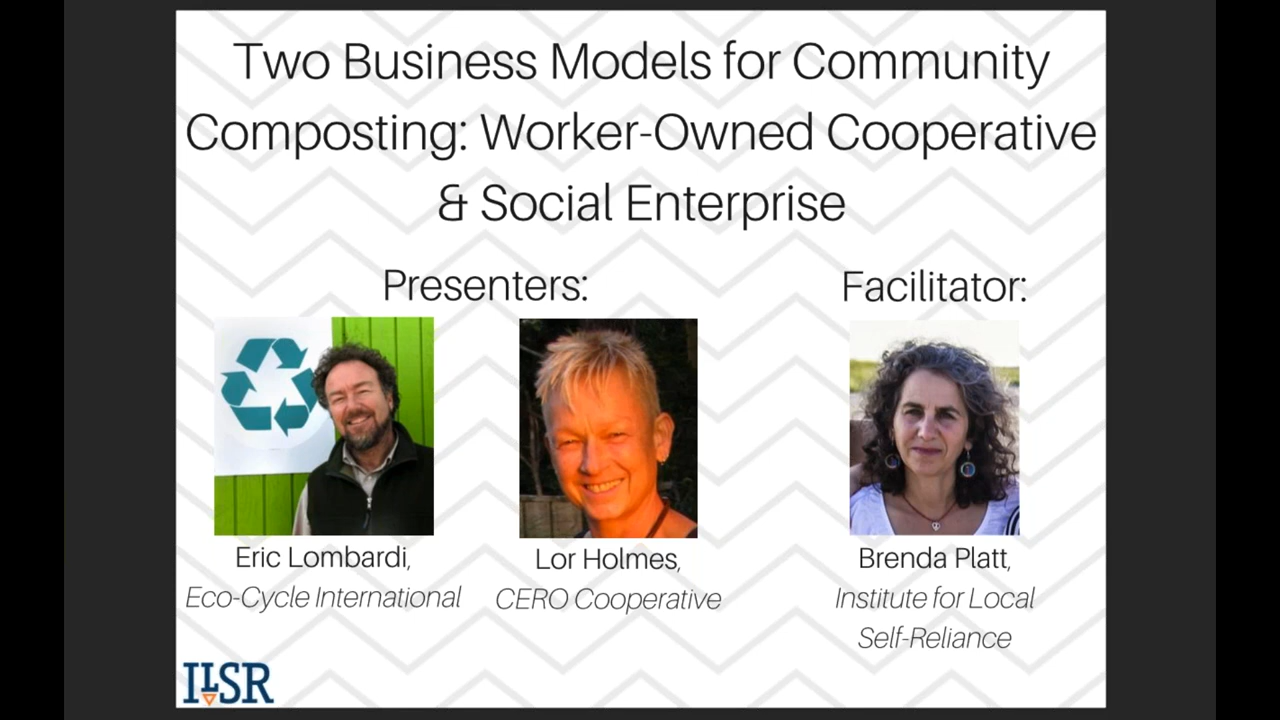 Two Business Models for Community
Composting: Worker-Owned Cooperative
& Social Enterprise
Presenters:
Facilitator:
Eric Lombardi,
Eco-Cycle International
Lor Holmes,
CERO Cooperative
Brenda Platt,
Institute for Local
Self-Reliance
ILSR